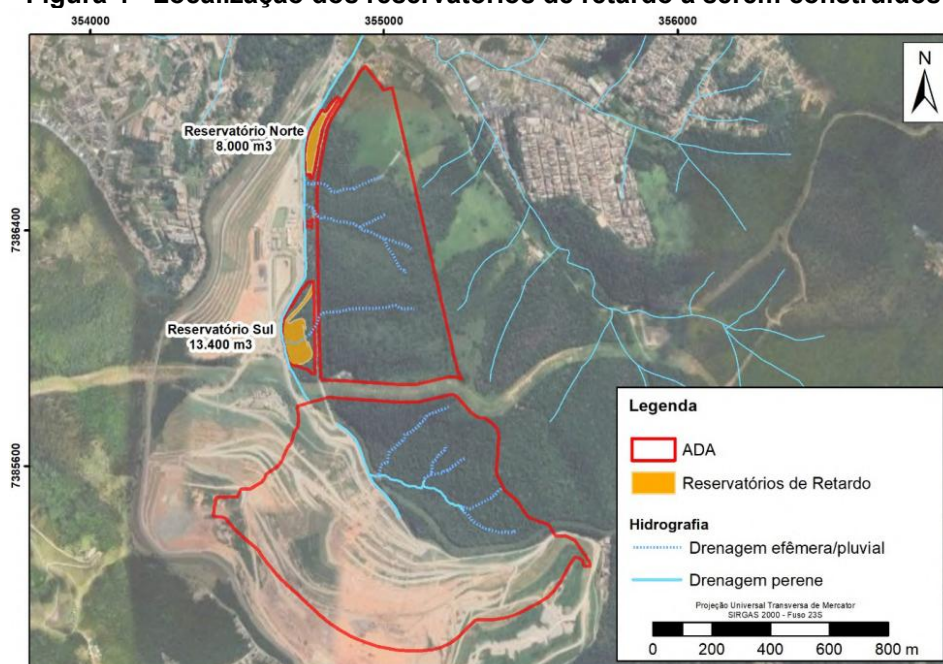 Figura 4 - Localização dos reservatórios de retardo a serem construídos
354000
355000
356000
N
Reservatório Norte
8.000 m3
7386400
Reservatório Sul
13.400 m3
7385600
Legenda
ADA
Reservatórios de Retardo
Hidrografia
Drenagem efêmera/pluvial
Drenagem perene
Projeção Universal Transversa de Mercator
SIRGAS 2000 - Fuso 23S
0 200 400 600 800 m